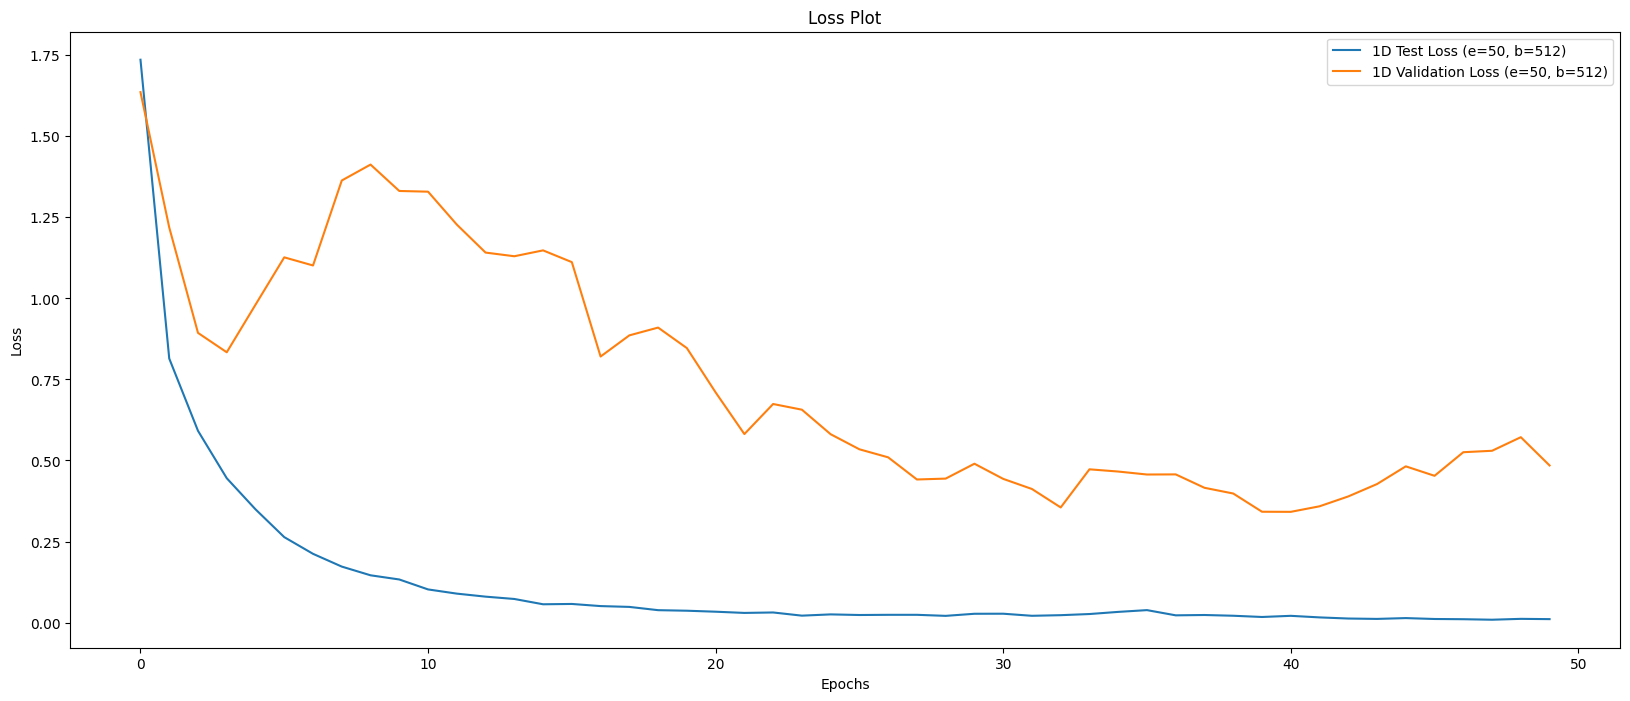 Loss Plot
1D Test Loss (e=50, b=512)
1D Validation Loss (e=50, b=512)
1.75
1.50
1.25
1.00
0.75
0.50
0.25
0.00
Loss
0 10 20 30 40 50
Epochs